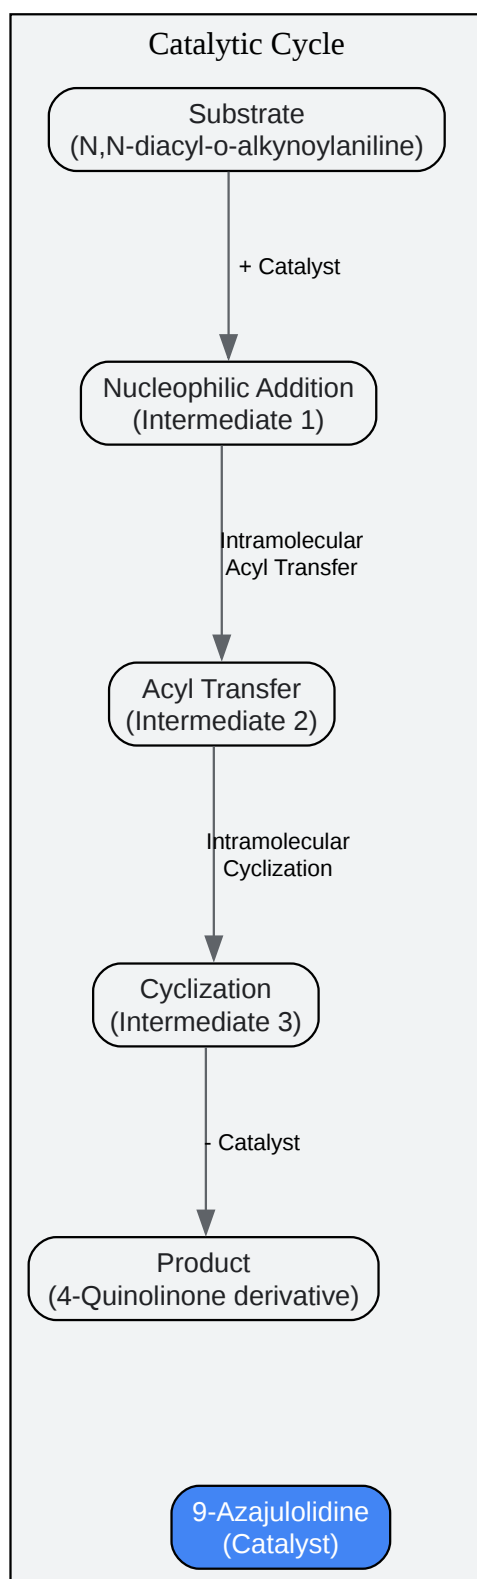 Catalytic Cycle
Substrate
(N,N-diacyl-o-alkynoylaniline)
+ Catalyst
Nucleophilic Addition
(Intermediate 1)
Intramolecular
Acyl Transfer
Acyl Transfer
(Intermediate 2)
Intramolecular
Cyclization
Cyclization
(Intermediate 3)
- Catalyst
Product
(4-Quinolinone derivative)
9-Azajulolidine
(Catalyst)